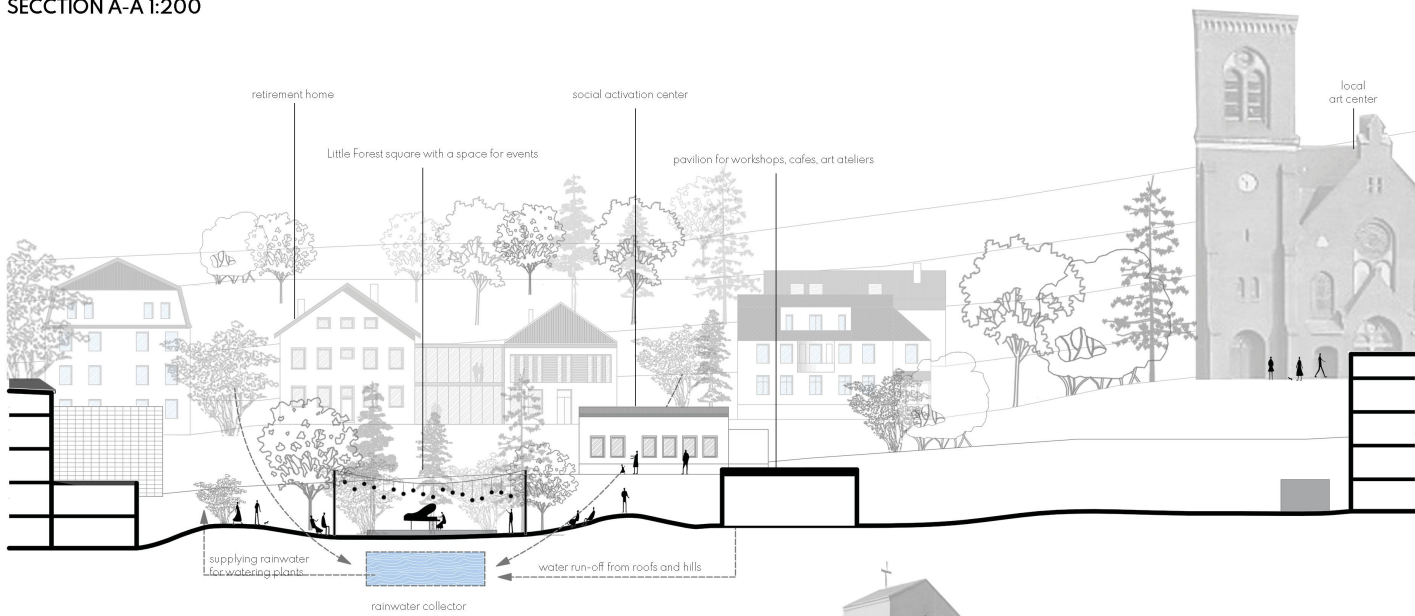 SECCTION A-A 1:200
retirement home
social activation center
local
art center
Little Forest square with a space for events
pavilion for workshops, cafes, art ateliers
supplying rainwater
for watering plants
water run-off from roofs and hills
rainwater collector